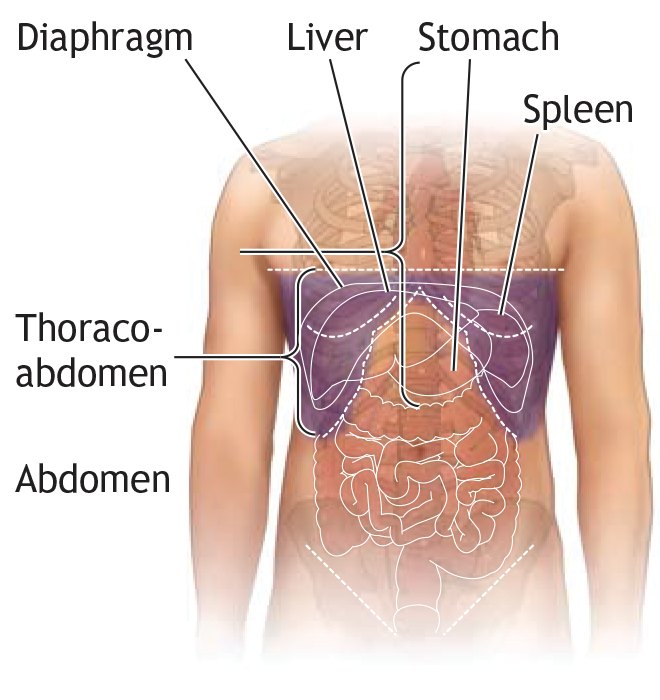 Diaphragm
Liver
Stomach
Spleen
Thoraco-
abdomen
Abdomen